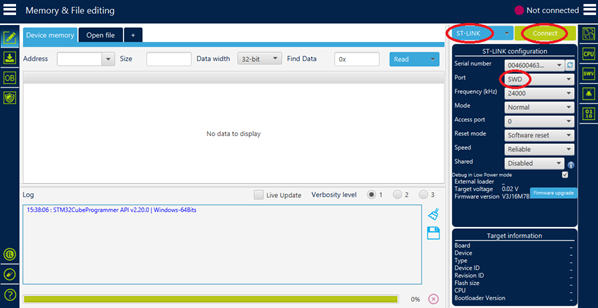 Memory & File editing
Not connected
Device memory
Open file
+
Address
Size
Data width
32-bit
Find Data
0x
Read
No data to display
Log
Live Update
Verbosity level
1
2
3
15:38:06 : STM32CubeProgrammer API v2.20.0 | Windows-64Bits
0%
OB
ST-LINK
Connect
ST-LINK configuration
Serial number
004600463...
Port
SWD
Frequency (kHz)
24000
Mode
Normal
Access port
0
Reset mode
Software reset
Speed
Reliable
Shared
Disabled
Debug in Low Power mode
External loader
_
Target voltage
0.02 V
Firmware version
V3J16M7B
Firmware upgrade
Target information
Board
_
Device
_
Type
_
Device ID
_
Revision ID
_
Flash size
_
CPU
_
Bootloader Version
_
CPU
SWV